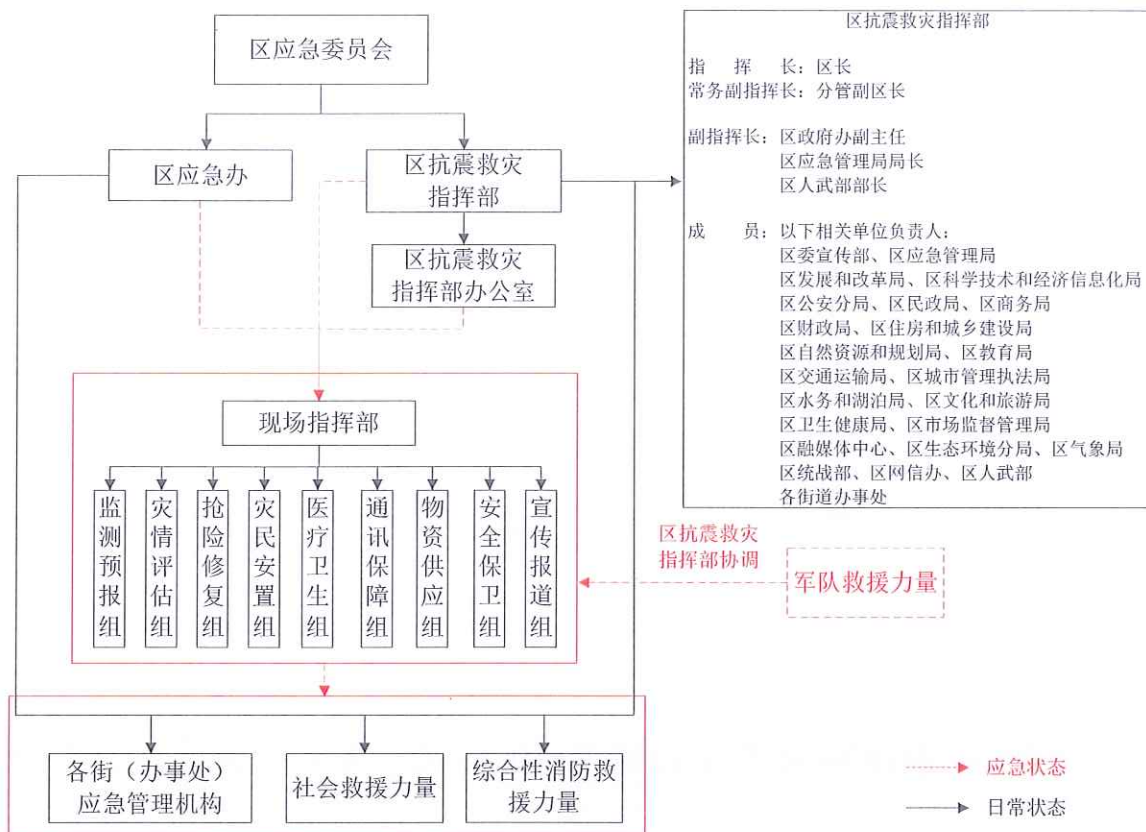 区应急委员会
区应急办
区抗震救灾
指挥部
区抗震救灾
指挥部办公室
区抗震救灾指挥部
指挥长：区长
常务副指挥长：分管副区长
副指挥长：区政府办副主任
区应急管理局局长
区人武部部长
成员：以下相关单位负责人：
区委宣传部、区应急管理局
区发展和改革局、区科学技术和经济信息化局
区公安分局、区民政局、区商务局
区财政局、区住房和城乡建设局
区自然资源和规划局、区教育局
区交通运输局、区城市管理执法局
区水务和湖泊局、区文化和旅游局
区卫生健康局、区市场监督管理局
区融媒体中心、区生态环境分局、区气象局
区统战部、区网信办、区人武部
各街道办事处
现场指挥部
监测预报组
灾情评估组
抢险修复组
灾民安置组
医疗卫生组
通讯保障组
物资供应组
安全保卫组
宣传报道组
区抗震救灾
指挥部协调
军队救援力量
各街（办事处）
应急管理机构
社会救援力量
综合性消防救
援力量
应急状态
日常状态